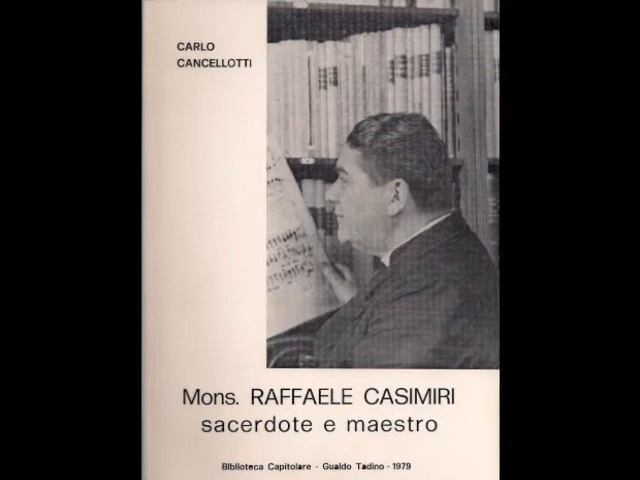 CARLO
CANCELLOTTI
Mons. RAFFAELE CASIMIRI
sacerdote e maestro
Biblioteca Capitolare - Gualdo Tadino - 1979